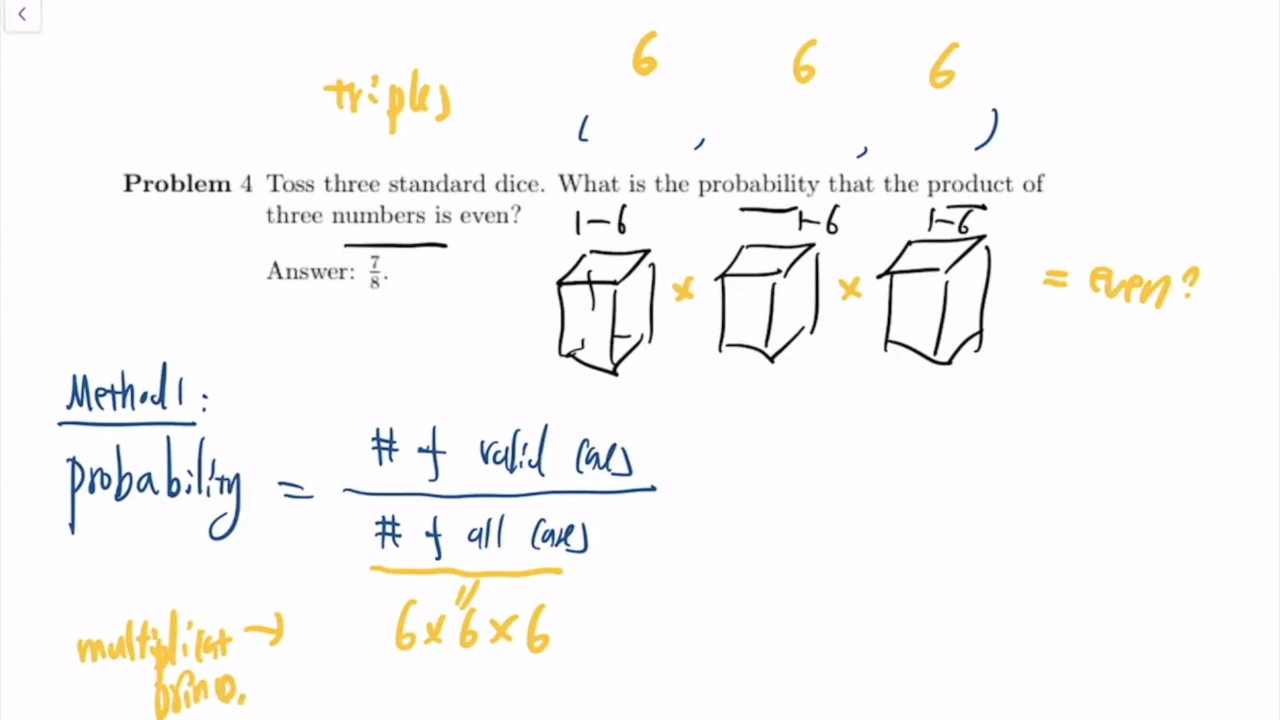 6 6 6
triples
( , , )
Problem 4 Toss three standard dice. What is the probability that the product of
three numbers is even?
1-6 1-6 1-6
Answer: 7/8.
× × = even?
Method 1:
probability = # of valid cases
# of all cases
"
6×6×6
multiplicat →
prin